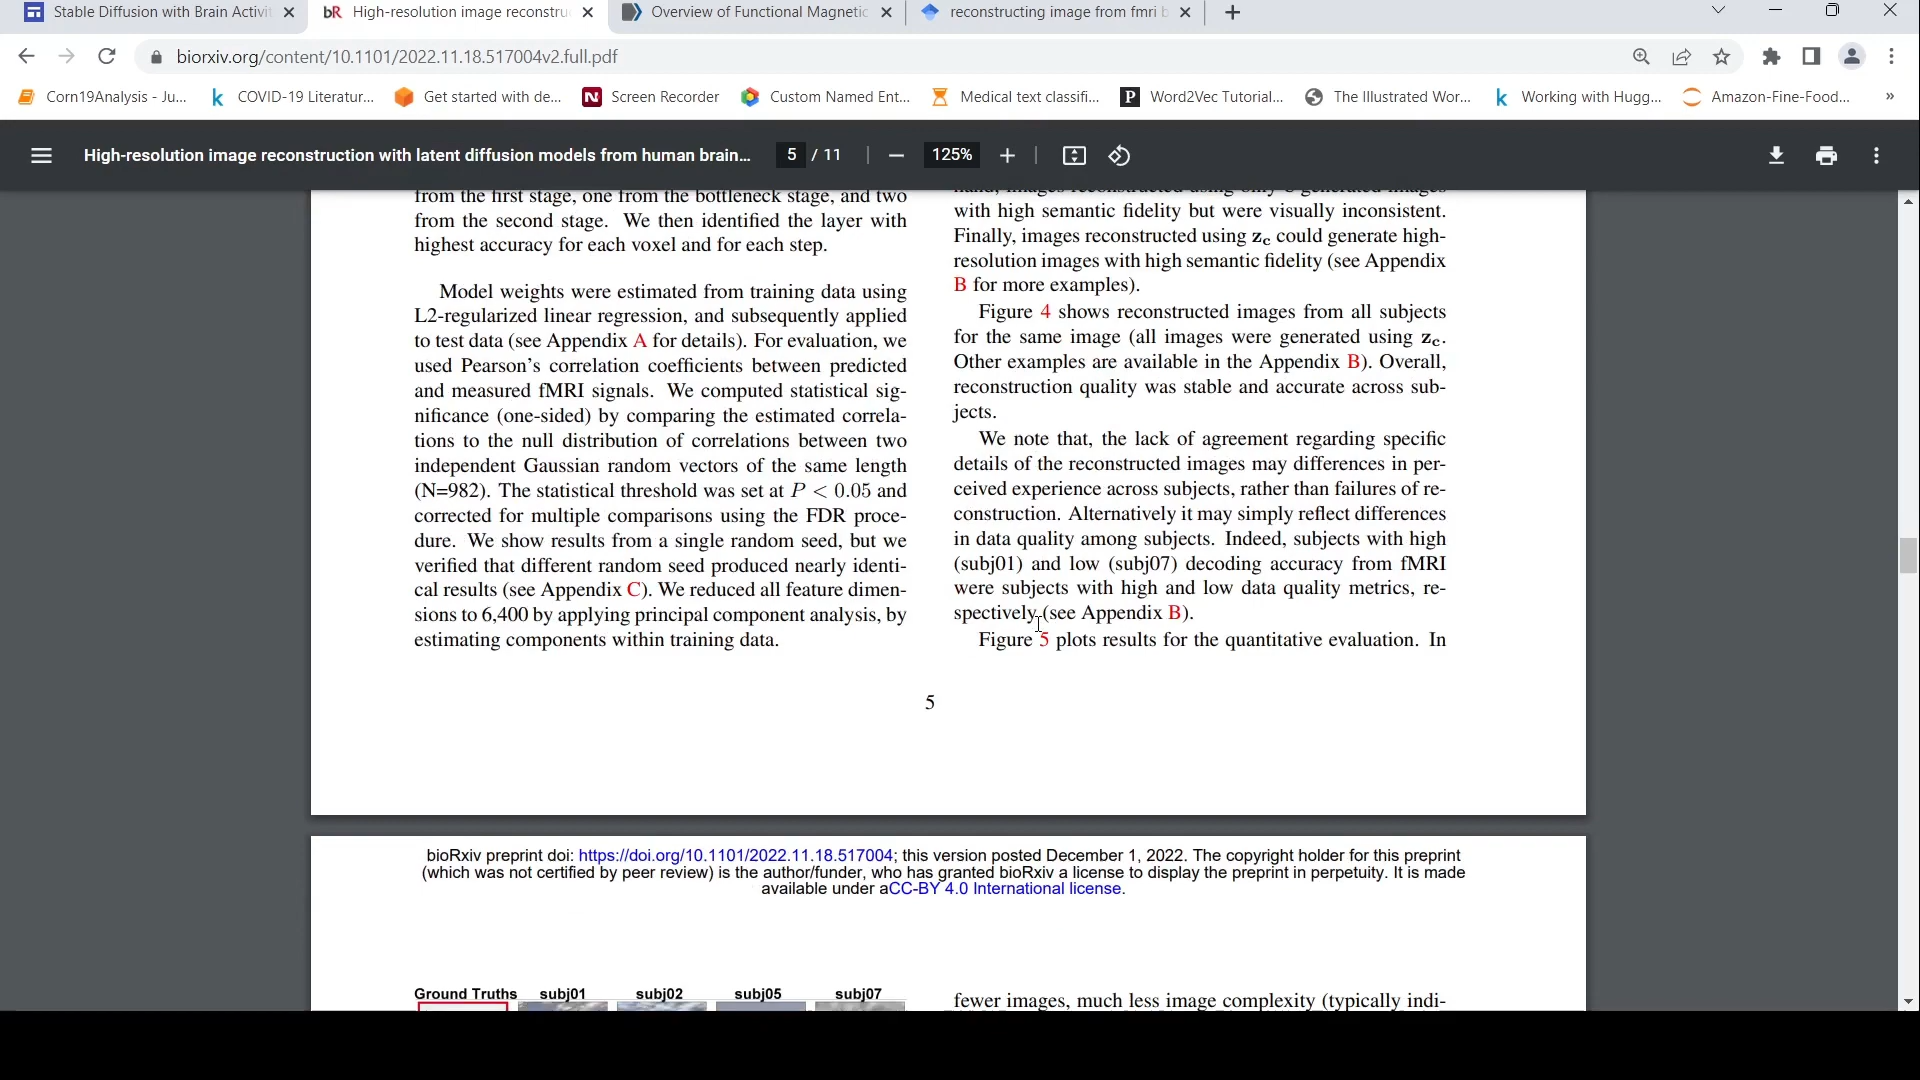 Stable Diffusion with Brain Activi
High-resolution image reconstru
Overview of Functional Magnetic
reconstructing image from fmri b
biorxiv.org/content/10.1101/2022.11.18.517004v2.full.pdf
Corn19Analysis - Ju...
COVID-19 Literatur...
Get started with de...
Screen Recorder
Custom Named Ent...
Medical text classifi...
Word2Vec Tutorial...
The Illustrated Wor...
Working with Hugg...
Amazon-Fine-Food...
High-resolution image reconstruction with latent diffusion models from human brain...
5 / 11
125%
from the first stage, one from the bottleneck stage, and two
from the second stage. We then identified the layer with
highest accuracy for each voxel and for each step.
Model weights were estimated from training data using
L2-regularized linear regression, and subsequently applied
to test data (see Appendix A for details). For evaluation, we
used Pearson's correlation coefficients between predicted
and measured fMRI signals. We computed statistical sig-
nificance (one-sided) by comparing the estimated correla-
tions to the null distribution of correlations between two
independent Gaussian random vectors of the same length
(N=982). The statistical threshold was set at P < 0.05 and
corrected for multiple comparisons using the FDR proce-
dure. We show results from a single random seed, but we
verified that different random seed produced nearly identi-
cal results (see Appendix C). We reduced all feature dimen-
sions to 6,400 by applying principal component analysis, by
estimating components within training data.
hand, images reconstructed using only c generated images
with high semantic fidelity but were visually inconsistent.
Finally, images reconstructed using zc could generate high-
resolution images with high semantic fidelity (see Appendix
B for more examples).
Figure 4 shows reconstructed images from all subjects
for the same image (all images were generated using zc.
Other examples are available in the Appendix B). Overall,
reconstruction quality was stable and accurate across sub-
jects.
We note that, the lack of agreement regarding specific
details of the reconstructed images may differences in per-
ceived experience across subjects, rather than failures of re-
construction. Alternatively it may simply reflect differences
in data quality among subjects. Indeed, subjects with high
(subj01) and low (subj07) decoding accuracy from fMRI
were subjects with high and low data quality metrics, re-
spectively (see Appendix B).
Figure 5 plots results for the quantitative evaluation. In
5
bioRxiv preprint doi: https://doi.org/10.1101/2022.11.18.517004; this version posted December 1, 2022. The copyright holder for this preprint
(which was not certified by peer review) is the author/funder, who has granted bioRxiv a license to display the preprint in perpetuity. It is made
available under aCC-BY 4.0 International license.
Ground Truths subj01 subj02 subj05 subj07
fewer images, much less image complexity (typically indi-